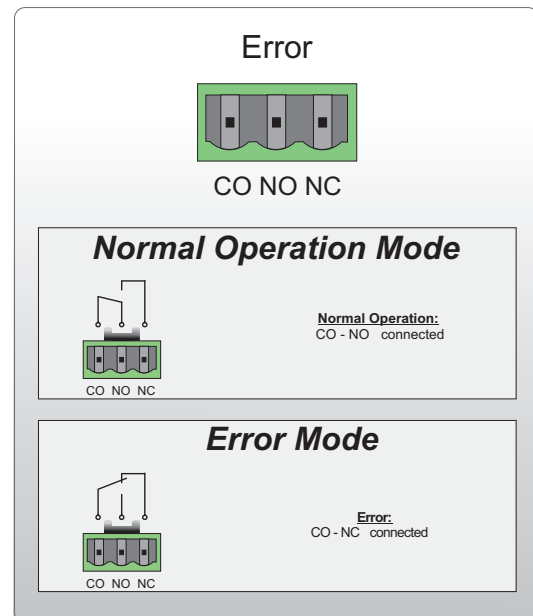 Error
CO NO NC
Normal Operation Mode
Normal Operation:
CO - NO connected
CO NO NC
Error Mode
Error:
CO - NC connected
CO NO NC